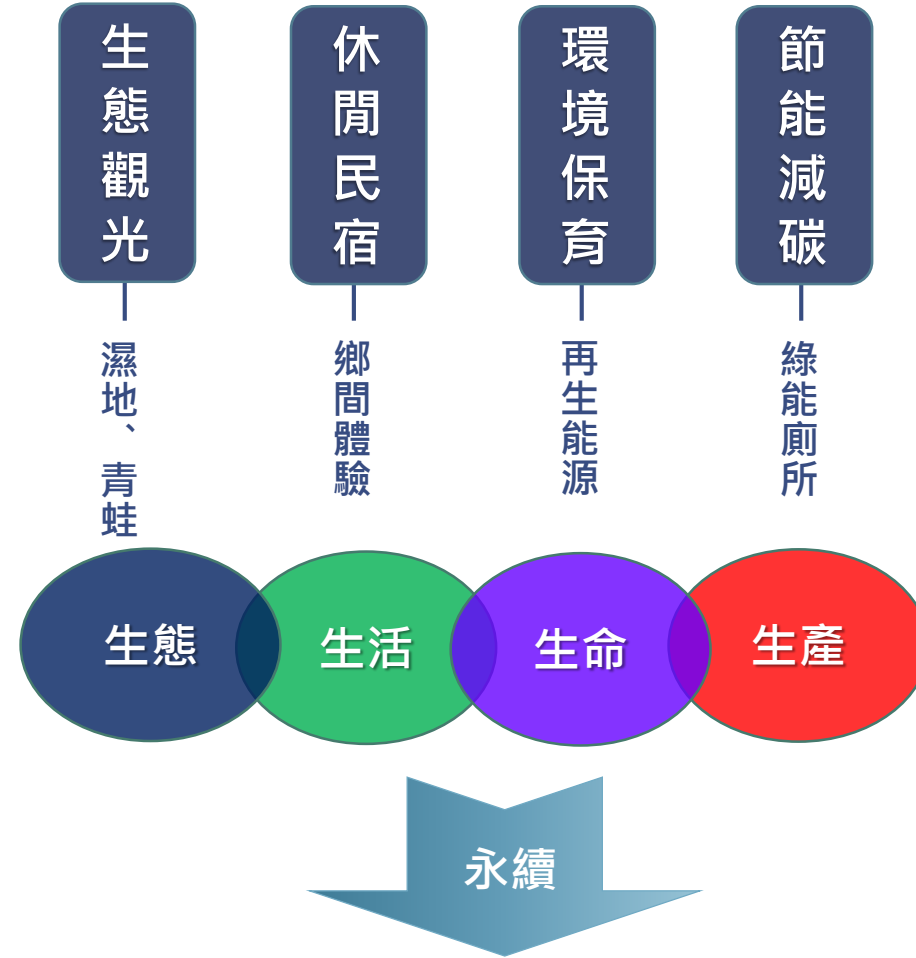 生態觀光
休閒民宿
環境保育
節能減碳
濕地、青蛙
鄉間體驗
再生能源
綠能廁所
生態
生活
生命
生產
永續